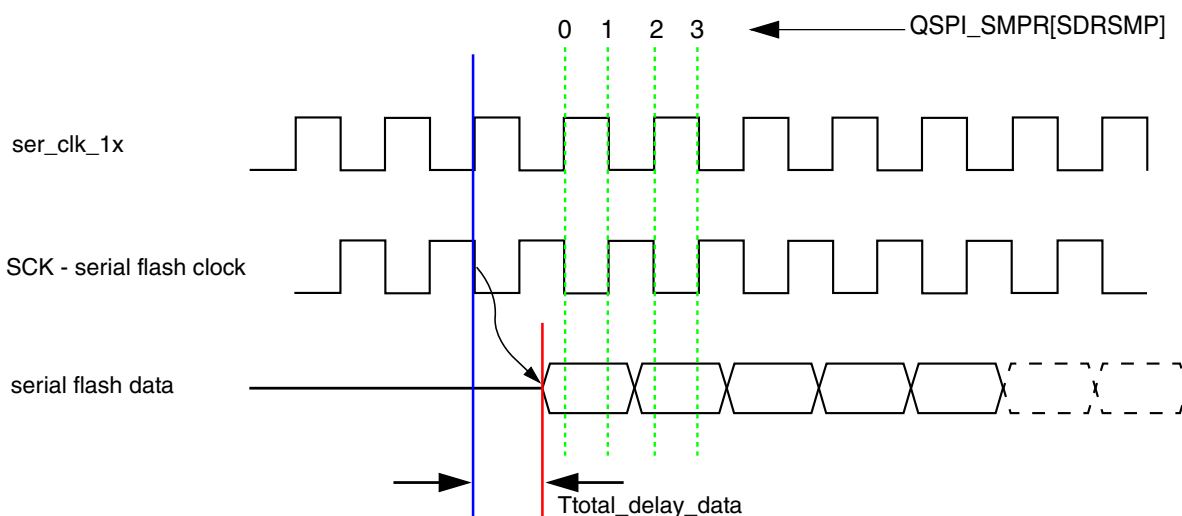 0 1 2 3 QSPI_SMPR[SDRSMP]
ser_clk_1x
SCK - serial flash clock
serial flash data
Ttotal_delay_data